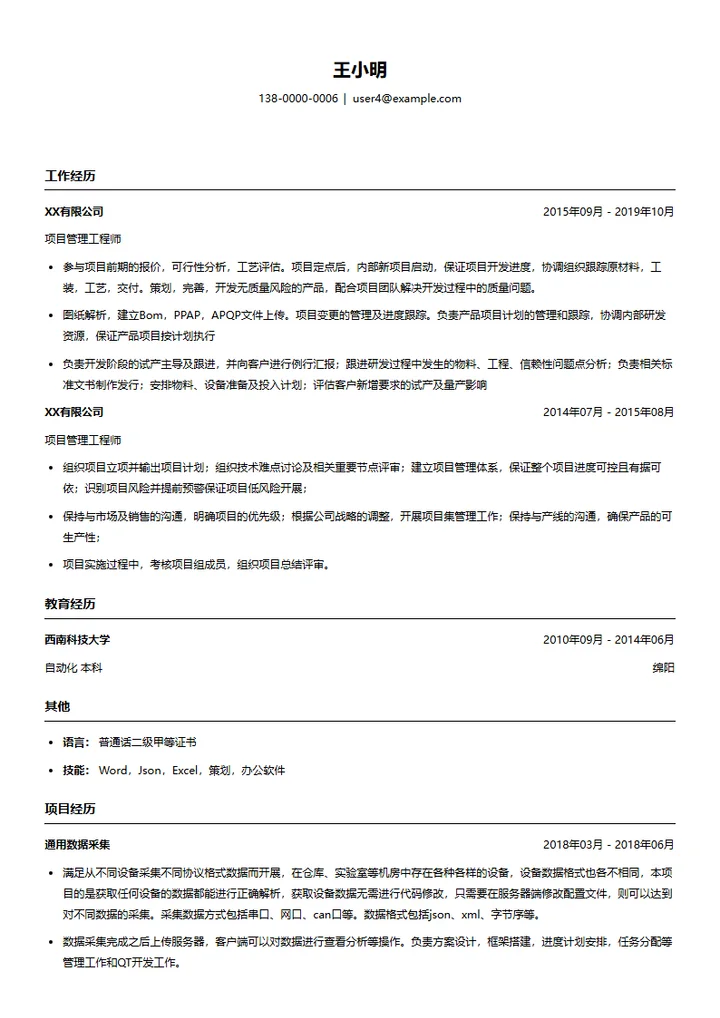 王小明
138-0000-0006 | user4@example.com
工作经历
XX有限公司 2015年09月 - 2019年10月
项目管理工程师
• 参与项目前期的报价，可行性分析，工艺评估。项目定点后，内部新项目启动，保证项目开发进度，协调组织跟踪原材料，工
装，工艺，交付。策划，完善，开发无质量风险的产品，配合项目团队解决开发过程中的质量问题。
• 图纸解析，建立Bom，PPAP，APQP文件上传。项目变更的管理及进度跟踪。负责产品项目计划的管理和跟踪，协调内部研发
资源，保证产品项目按计划执行
• 负责开发阶段的试产主导及跟进，并向客户进行例行汇报；跟进研发过程中发生的物料、工程、信赖性问题点分析；负责相关标
准文书制作发行；安排物料、设备准备及投入计划；评估客户新增要求的试产及量产影响
XX有限公司 2014年07月 - 2015年08月
项目管理工程师
• 组织项目立项并输出项目计划；组织技术难点讨论及相关重要节点评审；建立项目管理体系，保证整个项目进度可控且有据可
依；识别项目风险并提前预警保证项目低风险开展；
• 保持与市场及销售的沟通，明确项目的优先级；根据公司战略的调整，开展项目集管理工作；保持与产线的沟通，确保产品的可
生产性；
• 项目实施过程中，考核项目组成员，组织项目总结评审。
教育经历
西南科技大学 2010年09月 - 2014年06月
自动化 本科 绵阳
其他
• 语言： 普通话二级甲等证书
• 技能： Word，Json，Excel，策划，办公软件
项目经历
通用数据采集 2018年03月 - 2018年06月
• 满足从不同设备采集不同协议格式数据而开展，在仓库、实验室等机房中存在各种各样的设备，设备数据格式也各不相同，本项
目的是获取任何设备的数据都能进行正确解析，获取设备数据无需进行代码修改，只需要在服务器端修改配置文件，则可以达到
对不同数据的采集。采集数据方式包括串口、网口、can口等。数据格式包括json、xml、字节序等。
• 数据采集完成之后上传服务器，客户端可以对数据进行查看分析等操作。负责方案设计，框架搭建，进度计划安排，任务分配等
管理工作和QT开发工作。